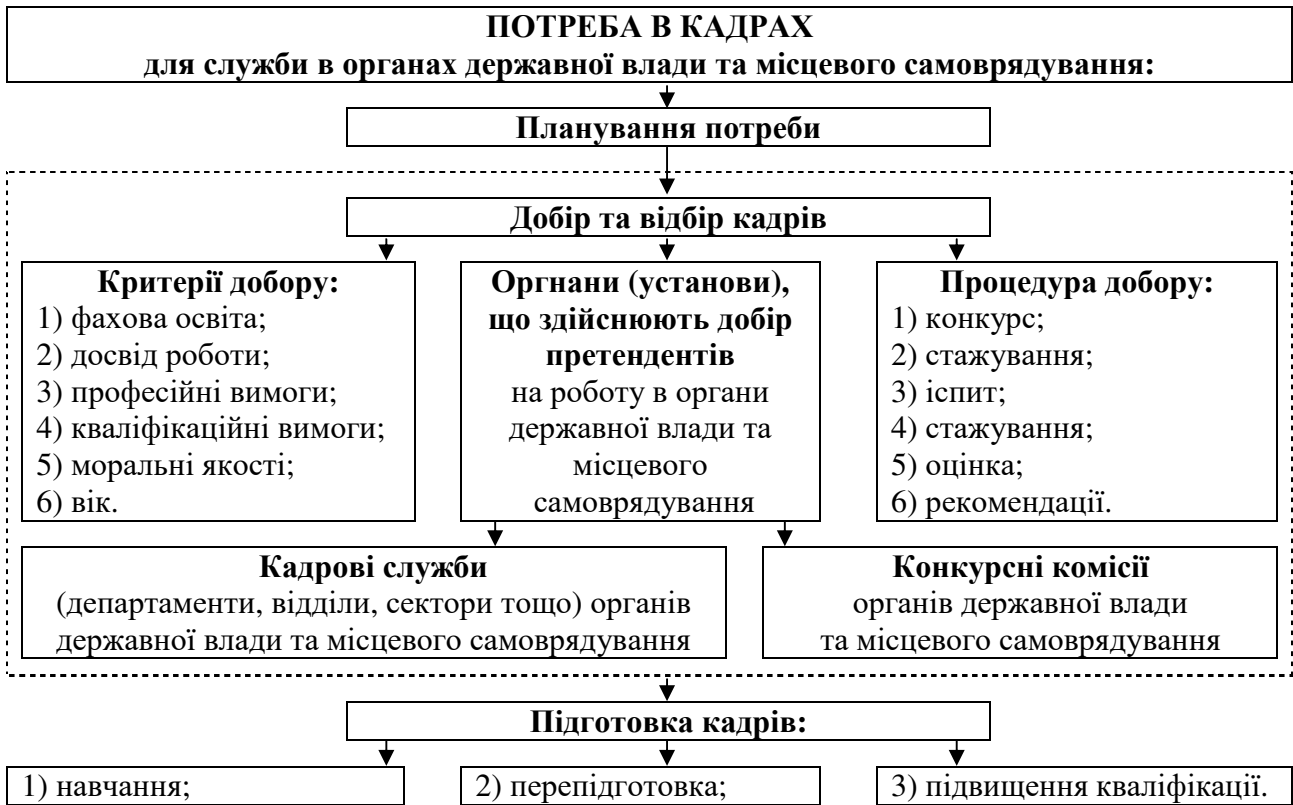 ПОТРЕБА В КАДРАХ
для служби в органах державної влади та місцевого самоврядування:
Планування потреби
Добір та відбір кадрів
Критерії добору:
1) фахова освіта;
2) досвід роботи;
3) професійні вимоги;
4) кваліфікаційні вимоги;
5) моральні якості;
6) вік.
Оргнани (установи),
що здійснюють добір
претендентів
на роботу в органи
державної влади та
місцевого
самоврядування
Процедура добору:
1) конкурс;
2) стажування;
3) іспит;
4) стажування;
5) оцінка;
6) рекомендації.
Кадрові служби
(департаменти, відділи, сектори тощо) органів
державної влади та місцевого самоврядування
Конкурсні комісії
органів державної влади
та місцевого самоврядування
Підготовка кадрів:
1) навчання;
2) перепідготовка;
3) підвищення кваліфікації.